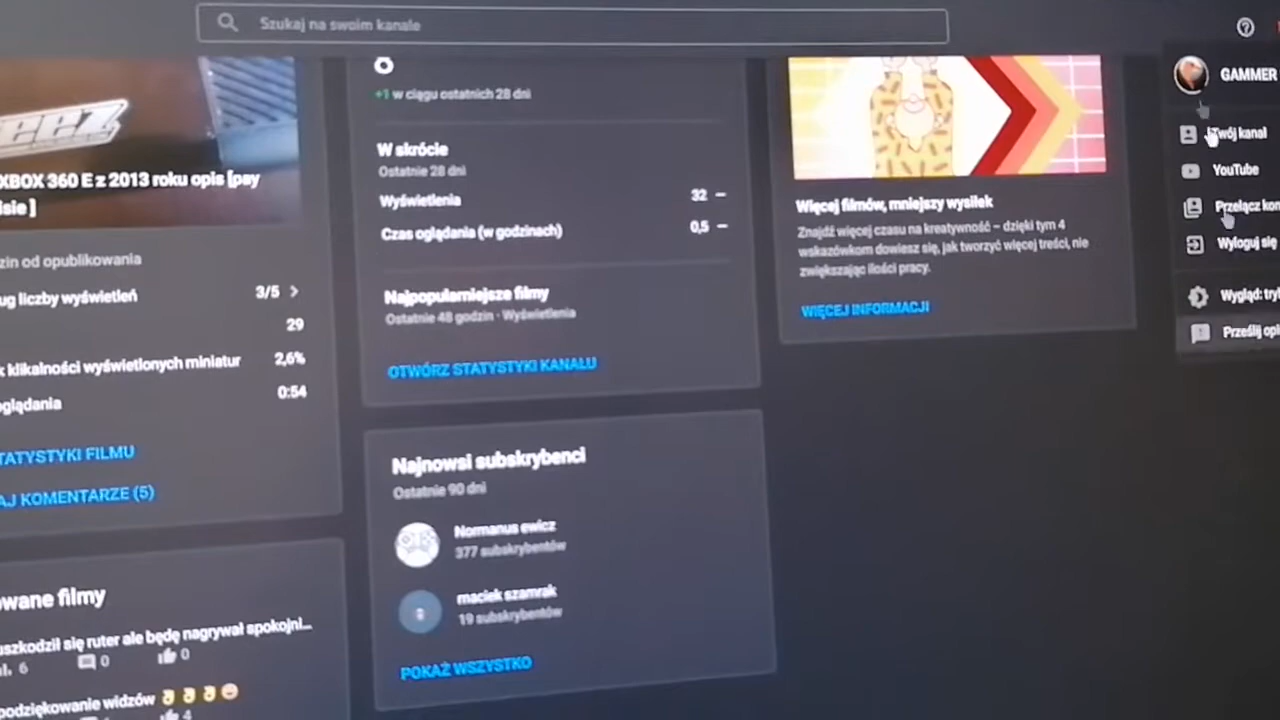 Szukaj na swoim kanale
eez
XBOX 360 E z 2013 roku opis [psy
sie ]
zin od opublikowania
ug liczby wyświetleń 3/5
29
k klikalności wyświetlonych miniatur 2,6%
oglądania 0:54
TATYSTYKI FILMU
AJ KOMENTARZE (5)
wane filmy
uszkodził się ruter ale będę nagrywał spokojni...
6 0 0
podziękowanie widzów 👌👌👌😀
4
+1 w ciągu ostatnich 28 dni
W skrócie
Ostatnie 28 dni
Wyświetlenia 32 —
Czas oglądania (w godzinach) 0,5 —
Najpopularniejsze filmy
Ostatnie 48 godzin · Wyświetlenia
OTWÓRZ STATYSTYKI KANAŁU
Najnowsi subskrybenci
Ostatnie 90 dni
Normanus ewicz
377 subskrybentów
maciek szamrak
19 subskrybentów
POKAŻ WSZYSTKO
Więcej filmów, mniejszy wysiłek
Znajdź więcej czasu na kreatywność – dzięki tym 4
wskazówkom dowiesz się, jak tworzyć więcej treści, nie
zwiększając ilości pracy.
WIĘCEJ INFORMACJI
GAMMER
Twój kanał
YouTube
Przełącz kon
Wyloguj się
Wygląd: try
Prześlij opi